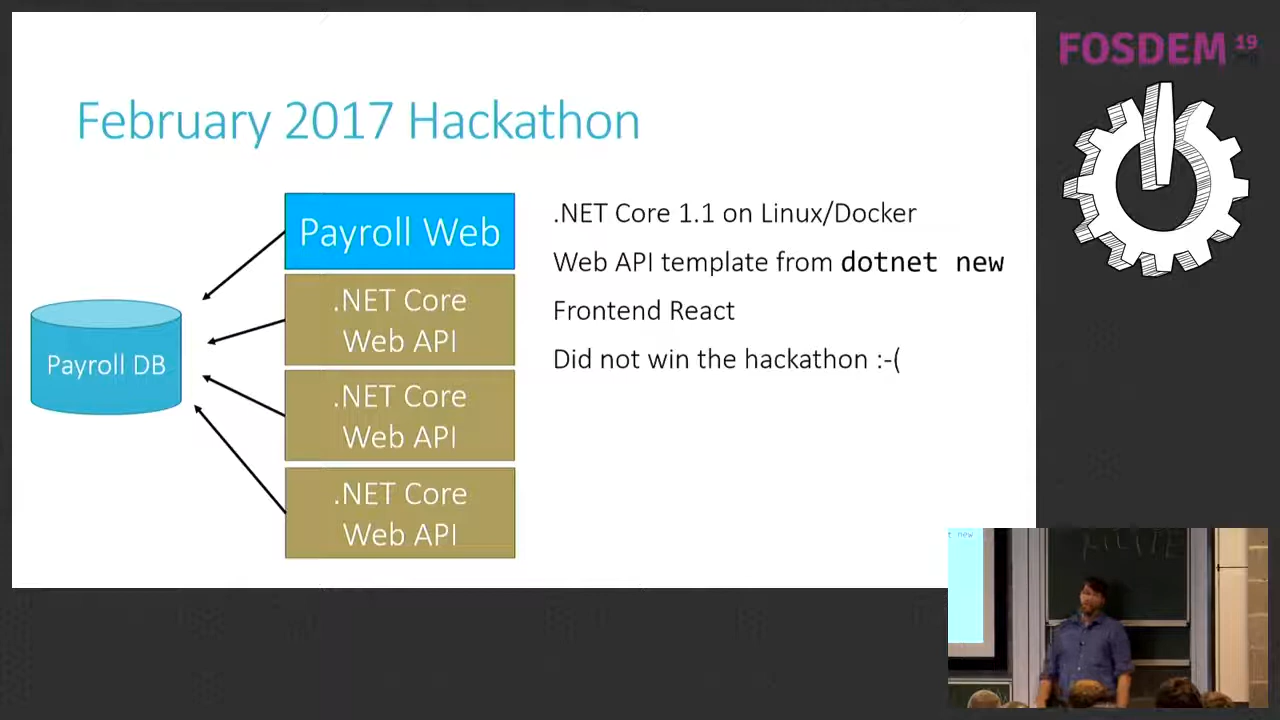 FOSDEM 19
February 2017 Hackathon
Payroll Web
.NET Core
Web API
.NET Core
Web API
.NET Core
Web API
Payroll DB
.NET Core 1.1 on Linux/Docker
Web API template from dotnet new
Frontend React
Did not win the hackathon :-(
t new